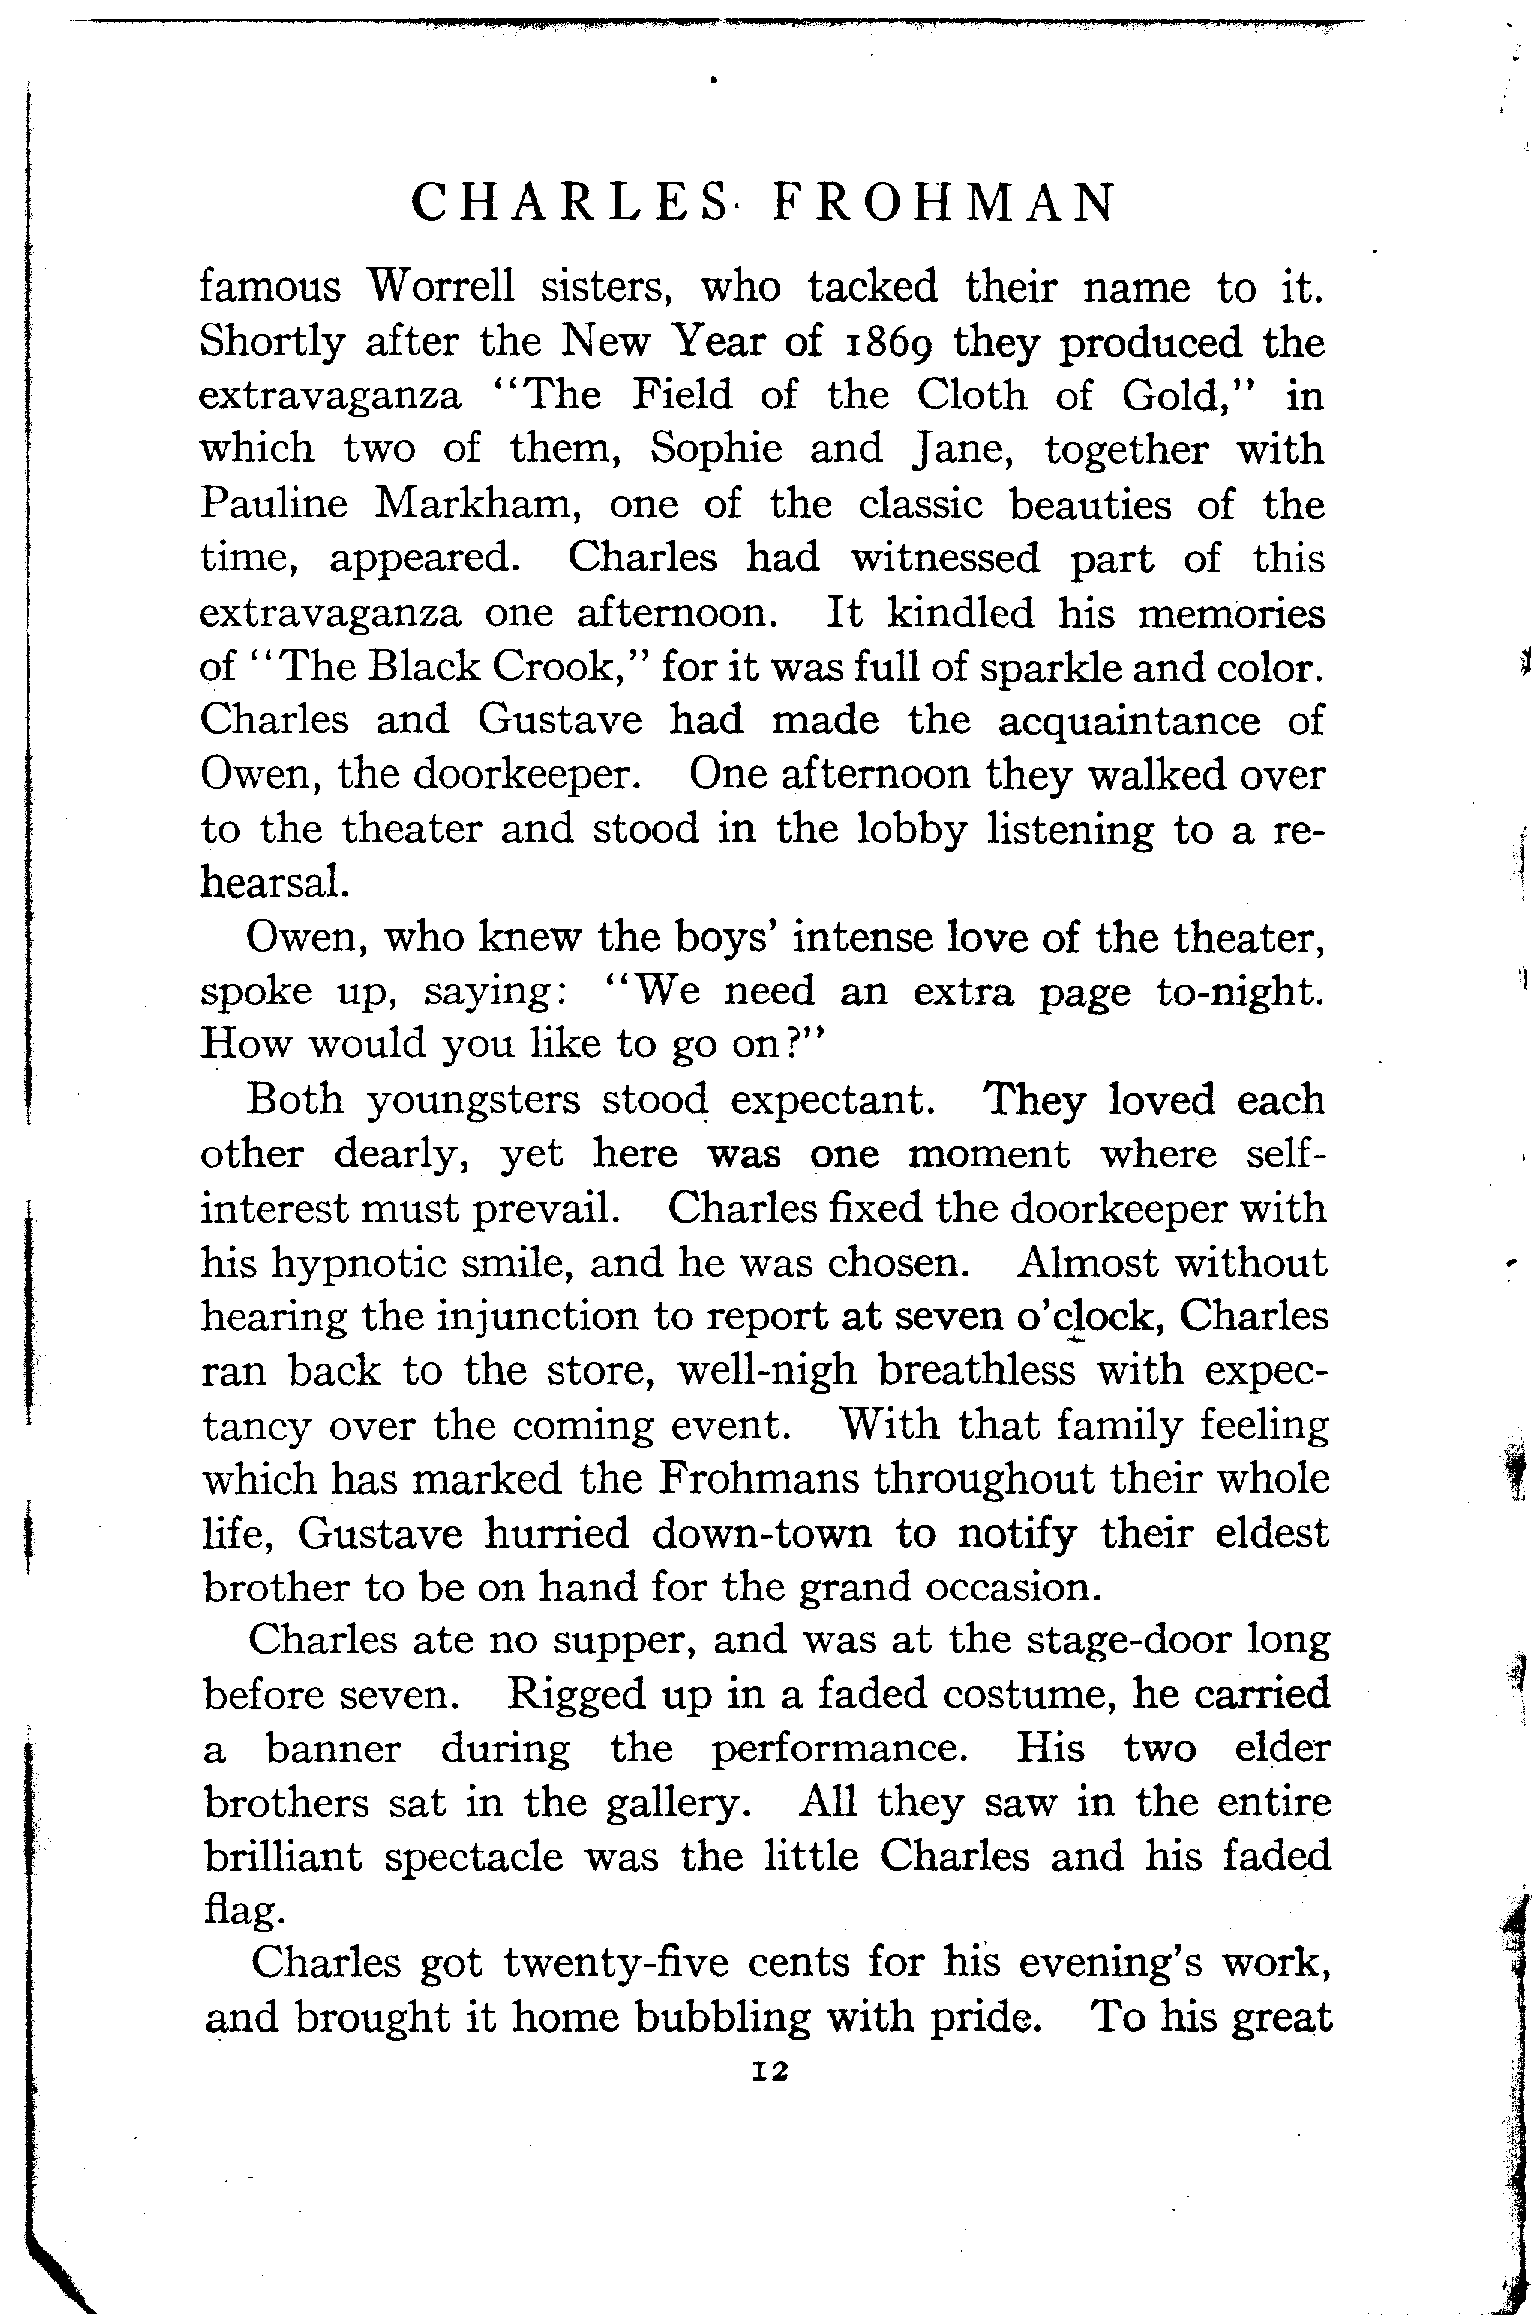 CHARLES FROHMAN
famous Worrell sisters, who tacked their name to it.
Shortly after the New Year of 1869 they produced the
extravaganza "The Field of the Cloth of Gold," in
which two of them, Sophie and Jane, together with
Pauline Markham, one of the classic beauties of the
time, appeared. Charles had witnessed part of this
extravaganza one afternoon. It kindled his memories
of "The Black Crook," for it was full of sparkle and color.
Charles and Gustave had made the acquaintance of
Owen, the doorkeeper. One afternoon they walked over
to the theater and stood in the lobby listening to a re-
hearsal.
Owen, who knew the boys' intense love of the theater,
spoke up, saying: "We need an extra page to-night.
How would you like to go on?"
Both youngsters stood expectant. They loved each
other dearly, yet here was one moment where self-
interest must prevail. Charles fixed the doorkeeper with
his hypnotic smile, and he was chosen. Almost without
hearing the injunction to report at seven o'clock, Charles
ran back to the store, well-nigh breathless with expec-
tancy over the coming event. With that family feeling
which has marked the Frohmans throughout their whole
life, Gustave hurried down-town to notify their eldest
brother to be on hand for the grand occasion.
Charles ate no supper, and was at the stage-door long
before seven. Rigged up in a faded costume, he carried
a banner during the performance. His two elder
brothers sat in the gallery. All they saw in the entire
brilliant spectacle was the little Charles and his faded
flag.
Charles got twenty-five cents for his evening's work,
and brought it home bubbling with pride. To his great
12